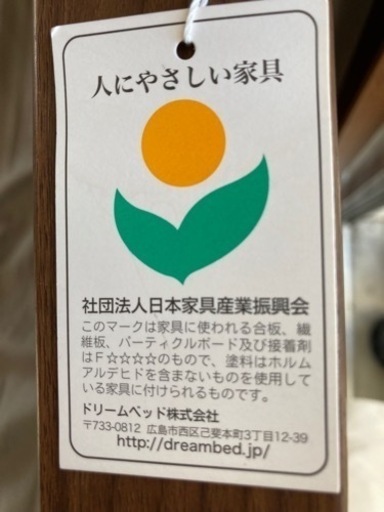 人にやさしい家具
社団法人日本家具産業振興会
このマークは家具に使われる合板、繊
維板、パーティクルボード及び接着剤
はF☆☆☆☆のもので、塗料はホルム
アルデヒドを含まないものを使用して
いる家具に付けられるものです。
ドリームベッド株式会社
〒733-0812 広島市西区己斐本町3丁目12-39
http://dreambed.jp/